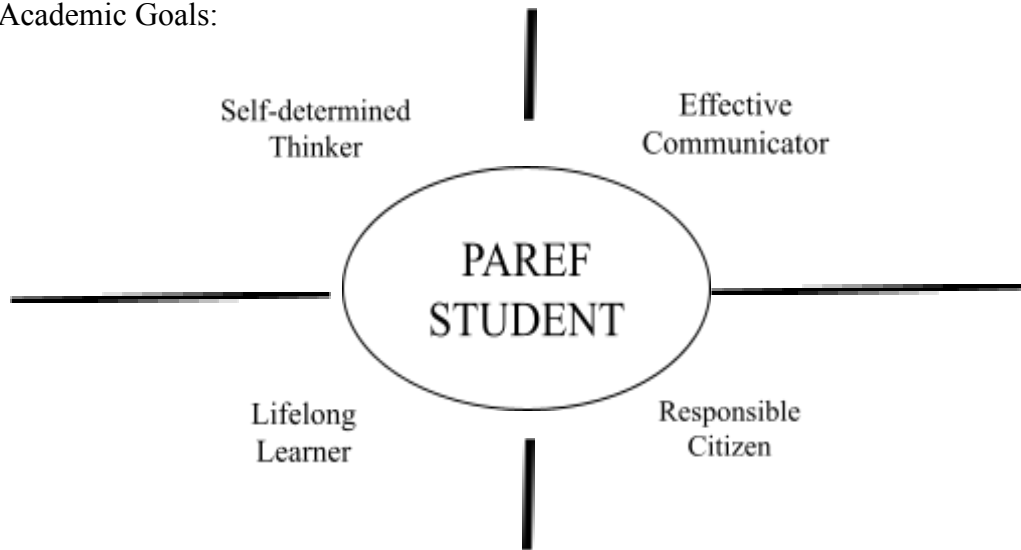 Academic Goals:
Self-determined
Thinker
Effective
Communicator
PAREF
STUDENT
Lifelong
Learner
Responsible
Citizen